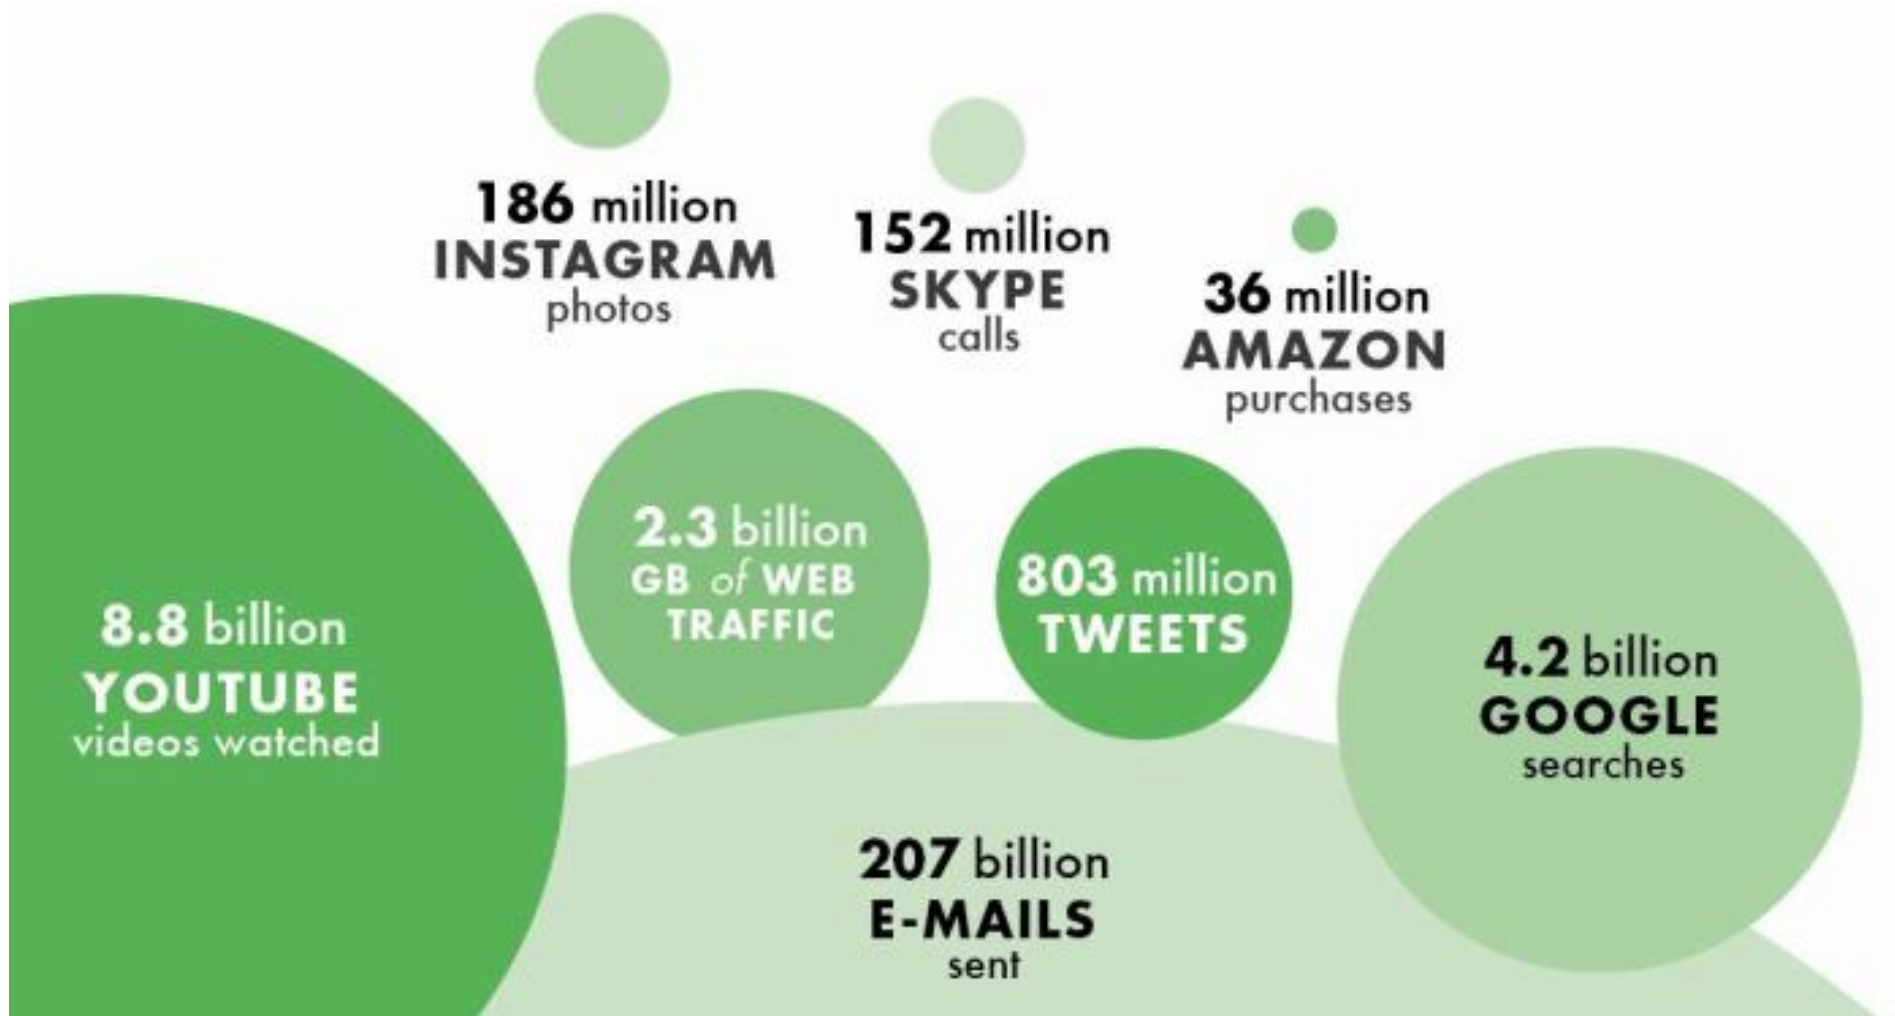 186 million
INSTAGRAM
photos
152 million
SKYPE
calls
36 million
AMAZON
purchases
8.8 billion
YOUTUBE
videos watched
2.3 billion
GB of WEB
TRAFFIC
803 million
TWEETS
4.2 billion
GOOGLE
searches
207 billion
E-MAILS
sent